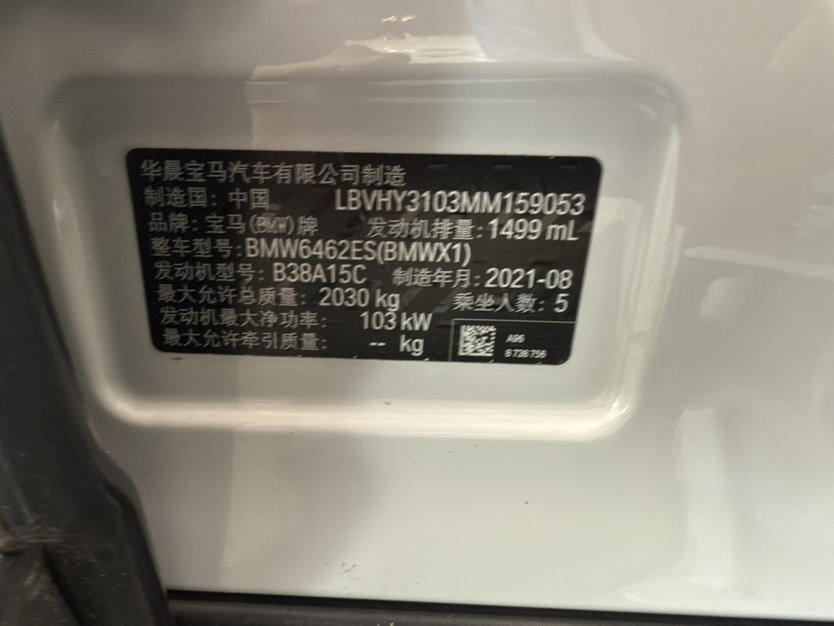 华晨宝马汽车有限公司制造
制造国：中国 LBVHY3103MM159053
品牌：宝马(BMW)牌 发动机排量：1499 mL
整车型号：BMW6462ES(BMWX1)
发动机型号：B38A15C 制造年月：2021-08
最大允许总质量：2030 kg 乘坐人数：5
发动机最大净功率：103 kW
最大允许牵引质量：-- kg
A96
8 738 756